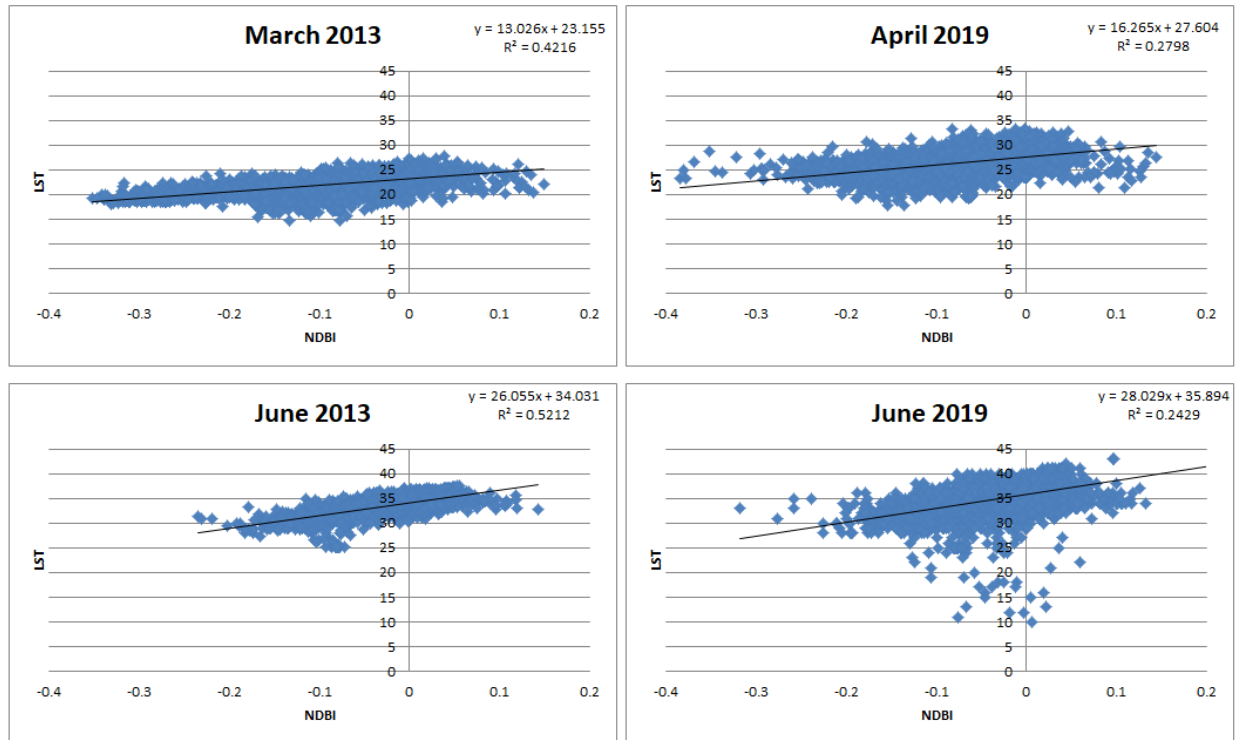 March 2013
y = 13.026x + 23.155
R² = 0.4216
45
40
35
30
25
20
15
10
5
0
-0.4 -0.3 -0.2 -0.1 0 0.1 0.2
LST
NDBI
April 2019
y = 16.265x + 27.604
R² = 0.2798
45
40
35
30
25
20
15
10
5
0
-0.4 -0.3 -0.2 -0.1 0 0.1 0.2
LST
NDBI
June 2013
y = 26.055x + 34.031
R² = 0.5212
45
40
35
30
25
20
15
10
5
0
-0.4 -0.3 -0.2 -0.1 0 0.1 0.2
LST
NDBI
June 2019
y = 28.029x + 35.894
R² = 0.2429
45
40
35
30
25
20
15
10
5
0
-0.4 -0.3 -0.2 -0.1 0 0.1 0.2
LST
NDBI